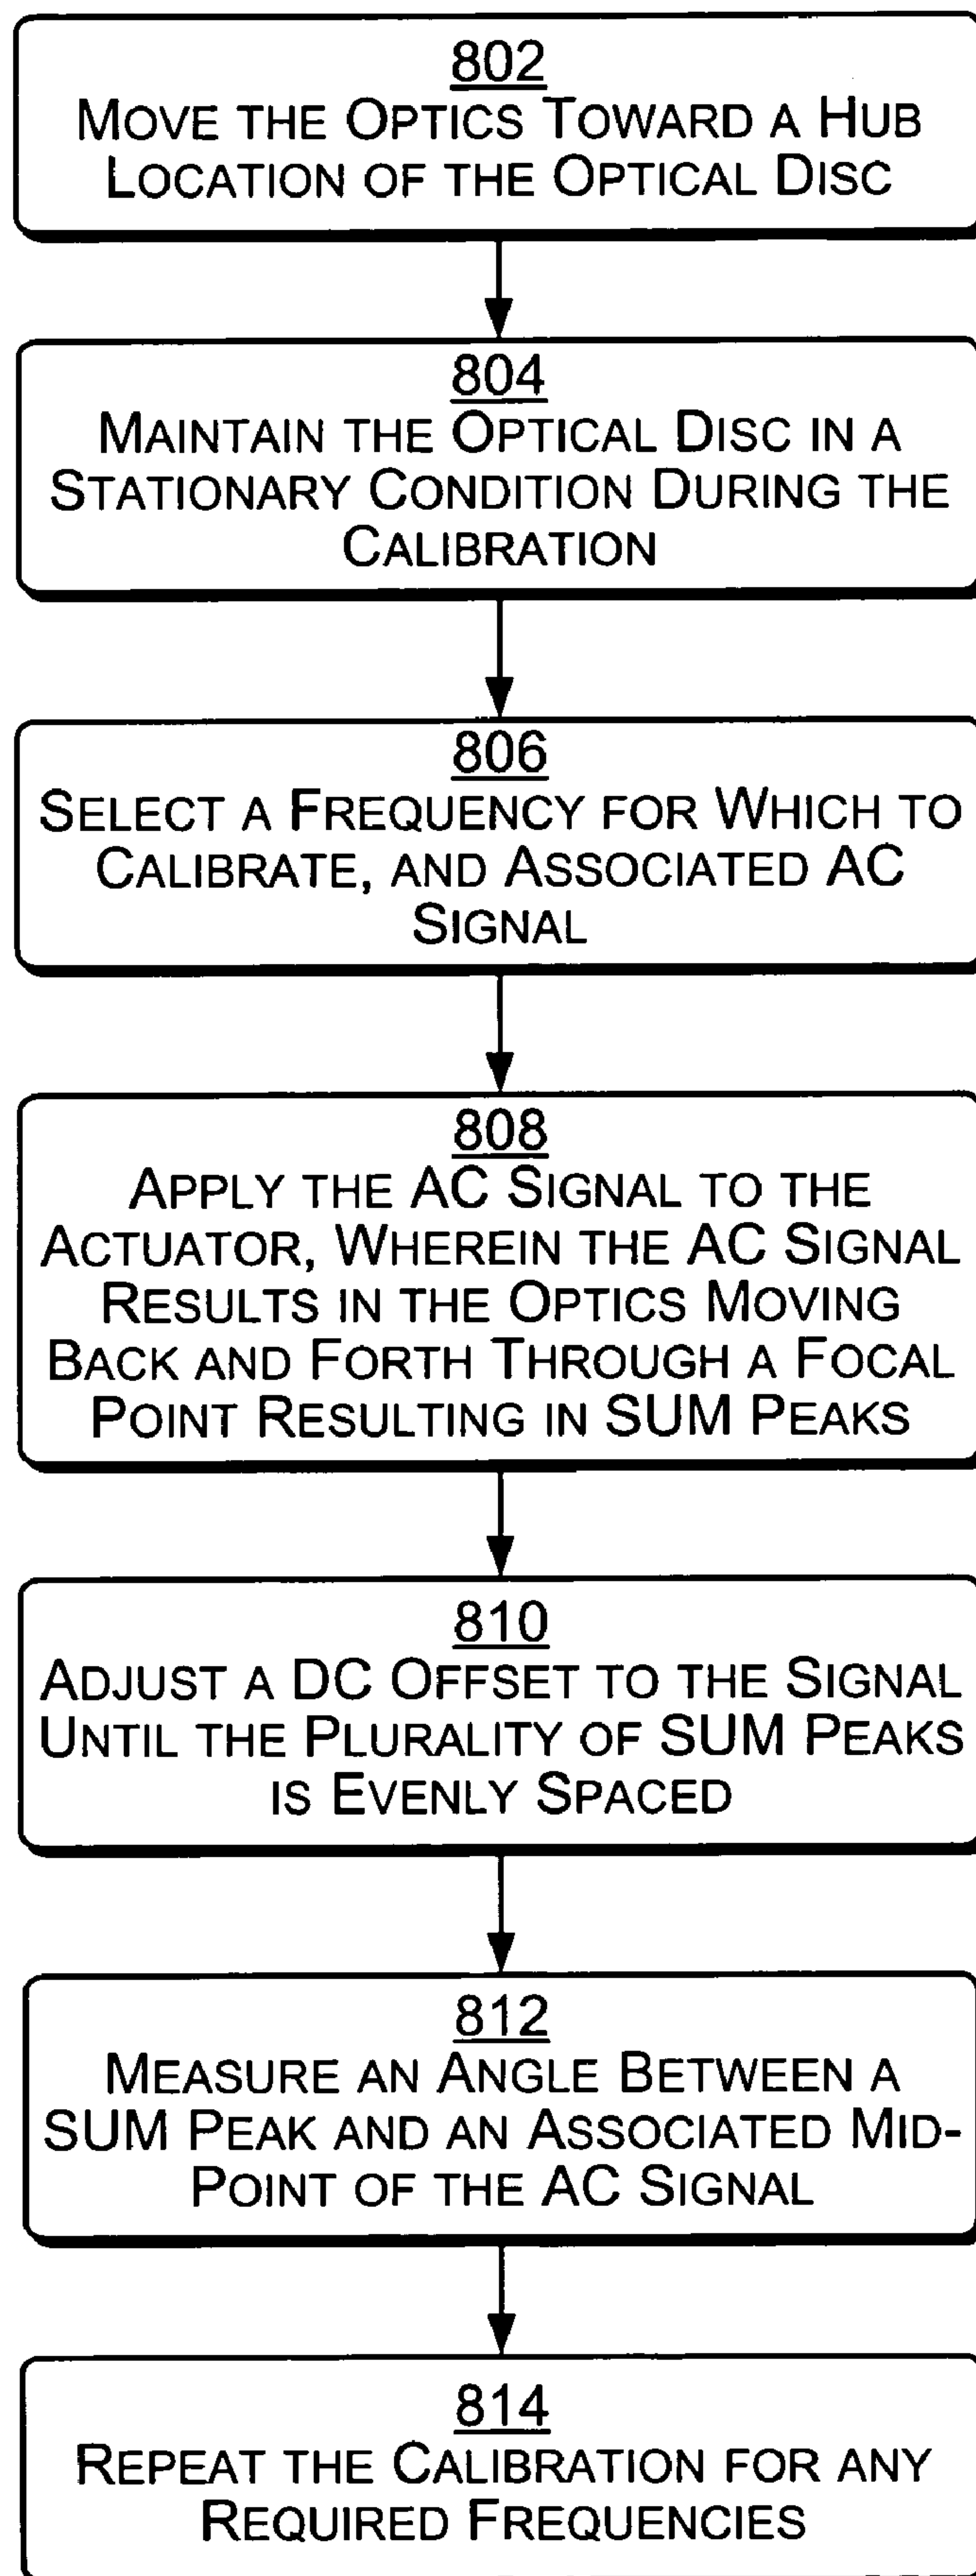 802
MOVE THE OPTICS TOWARD A HUB
LOCATION OF THE OPTICAL DISC
804
MAINTAIN THE OPTICAL DISC IN A
STATIONARY CONDITION DURING THE
CALIBRATION
806
SELECT A FREQUENCY FOR WHICH TO
CALIBRATE, AND ASSOCIATED AC
SIGNAL
808
APPLY THE AC SIGNAL TO THE
ACTUATOR, WHEREIN THE AC SIGNAL
RESULTS IN THE OPTICS MOVING
BACK AND FORTH THROUGH A FOCAL
POINT RESULTING IN SUM PEAKS
810
ADJUST A DC OFFSET TO THE SIGNAL
UNTIL THE PLURALITY OF SUM PEAKS
IS EVENLY SPACED
812
MEASURE AN ANGLE BETWEEN A
SUM PEAK AND AN ASSOCIATED MID-
POINT OF THE AC SIGNAL
814
REPEAT THE CALIBRATION FOR ANY
REQUIRED FREQUENCIES